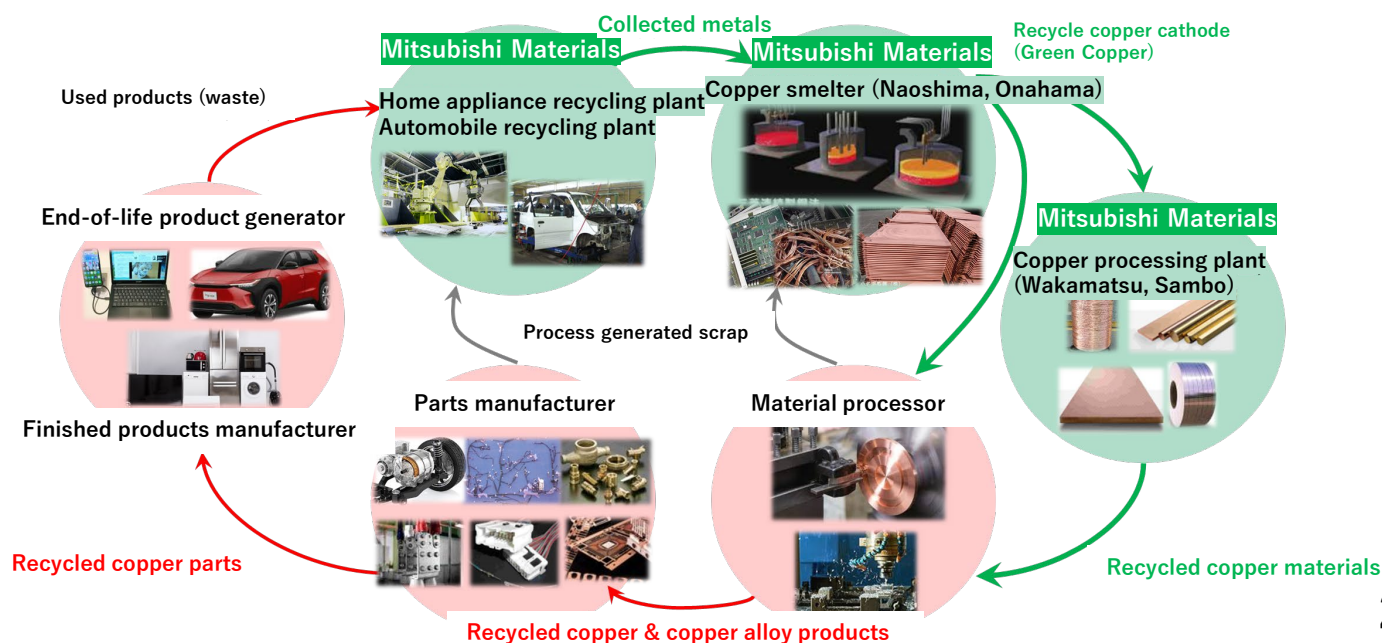 Collected metals
Recycle copper cathode
(Green Copper)
Mitsubishi Materials
Mitsubishi Materials
Used products (waste)
Home appliance recycling plant
Automobile recycling plant
Copper smelter (Naoshima, Onahama)
End-of-life product generator
Mitsubishi Materials
Copper processing plant
(Wakamatsu, Sambo)
Process generated scrap
Parts manufacturer
Material processor
Finished products manufacturer
Recycled copper parts
Recycled copper materials
Recycled copper & copper alloy products